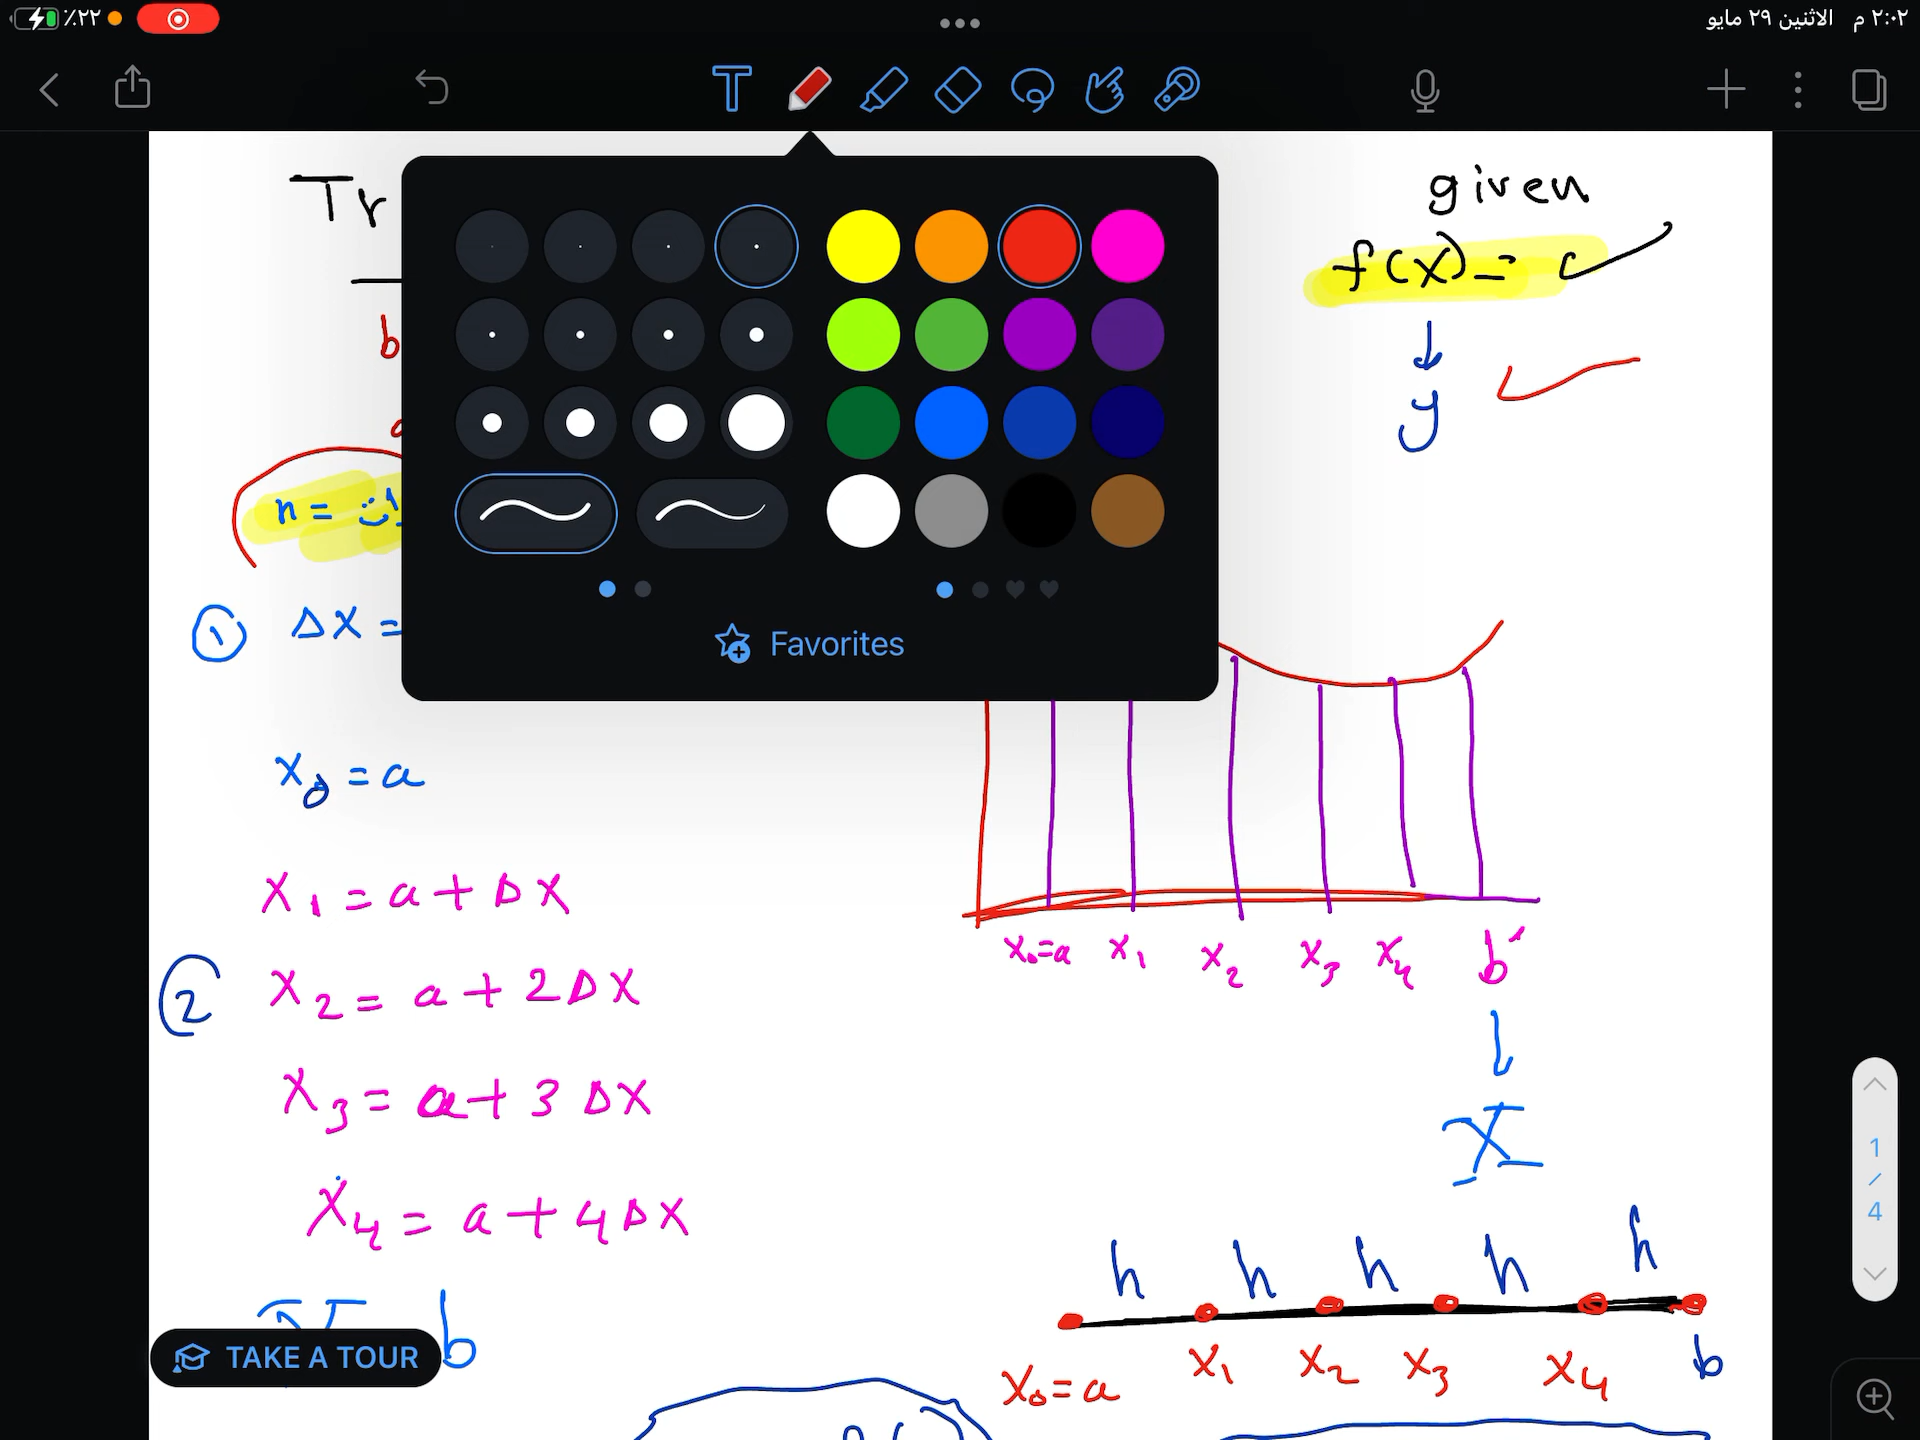 ٪٢٢
٢:٠٢ م الاثنين ٢٩ مايو
T
Tr
given
f(x)=
b
y
n =
Favorites
① Δx =
x₀ = a
x₁ = a + Δx
x₀=a x₁ x₂ x₃ x₄ b
② x₂ = a + 2Δx
x₃ = a + 3Δx
X
x₄ = a + 4Δx
1
/
4
h h h h h
b
TAKE A TOUR
x₀=a x₁ x₂ x₃ x₄ b